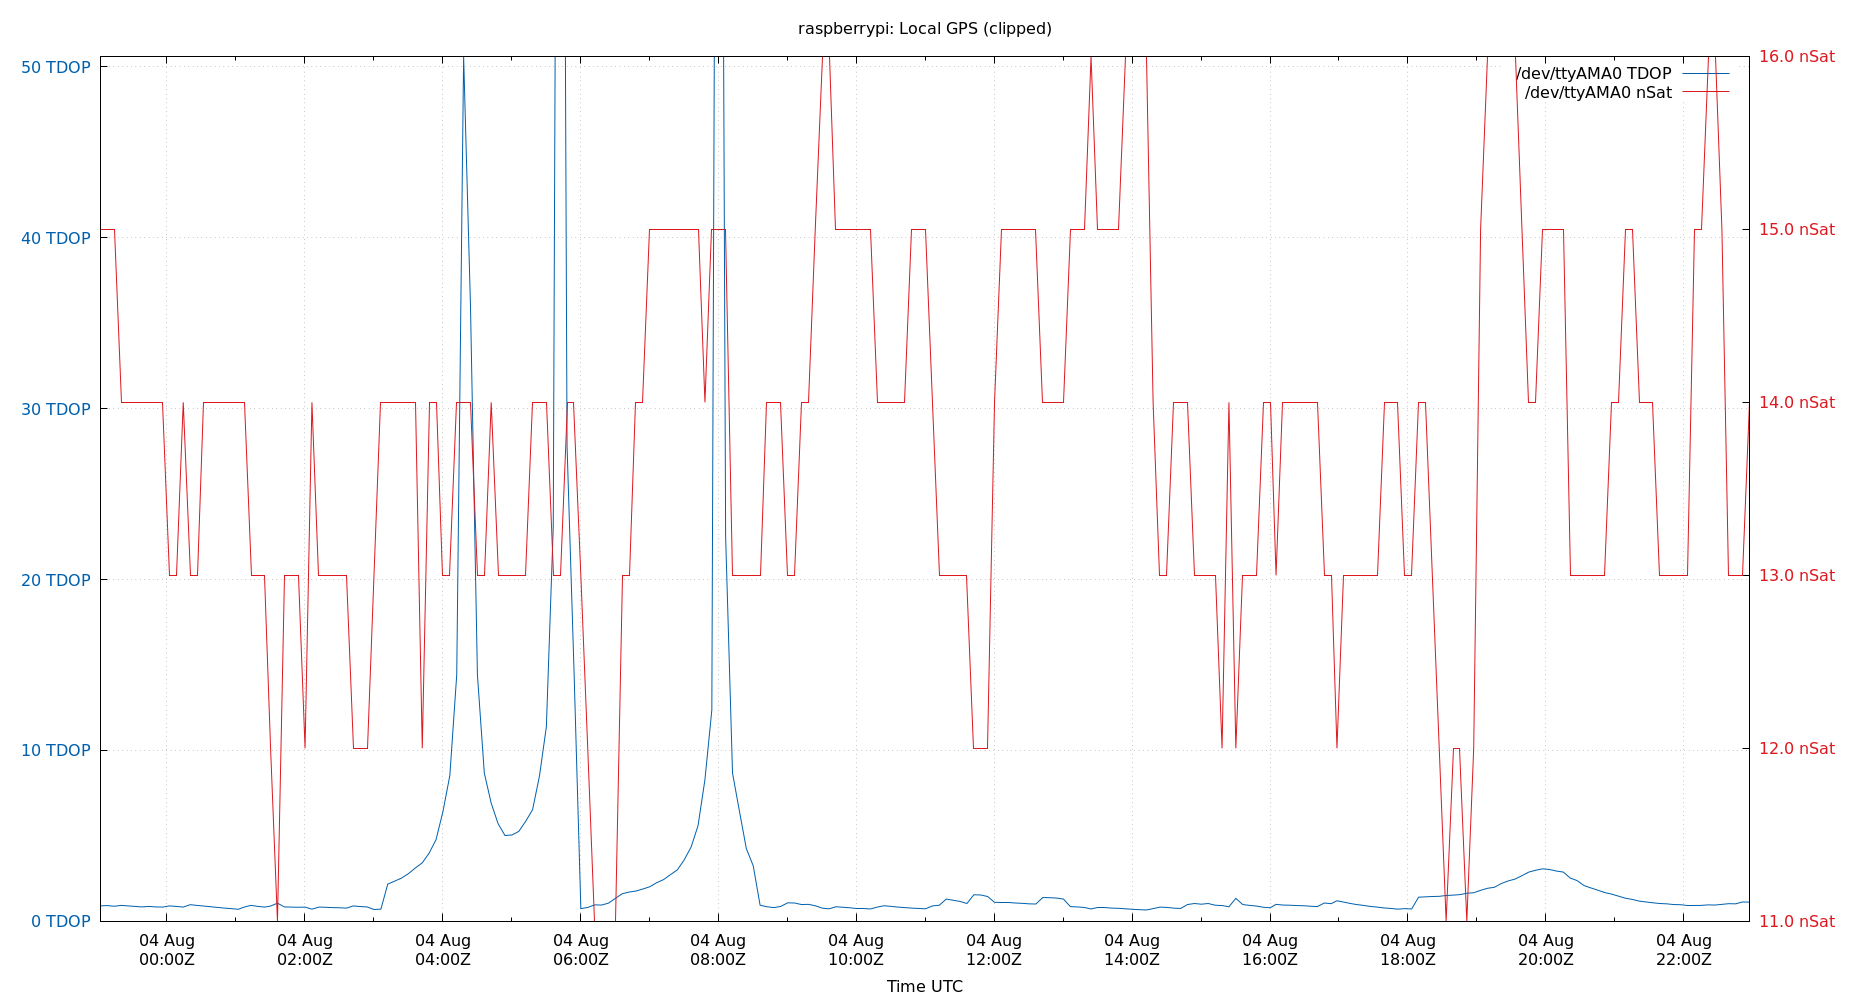 raspberrypi: Local GPS (clipped)
50 TDOP
40 TDOP
30 TDOP
20 TDOP
10 TDOP
0 TDOP
16.0 nSat
15.0 nSat
14.0 nSat
13.0 nSat
12.0 nSat
11.0 nSat
/dev/ttyAMA0 TDOP
/dev/ttyAMA0 nSat
04 Aug 04 Aug 04 Aug 04 Aug 04 Aug 04 Aug 04 Aug 04 Aug 04 Aug 04 Aug 04 Aug 04 Aug
00:00Z 02:00Z 04:00Z 06:00Z 08:00Z 10:00Z 12:00Z 14:00Z 16:00Z 18:00Z 20:00Z 22:00Z
Time UTC